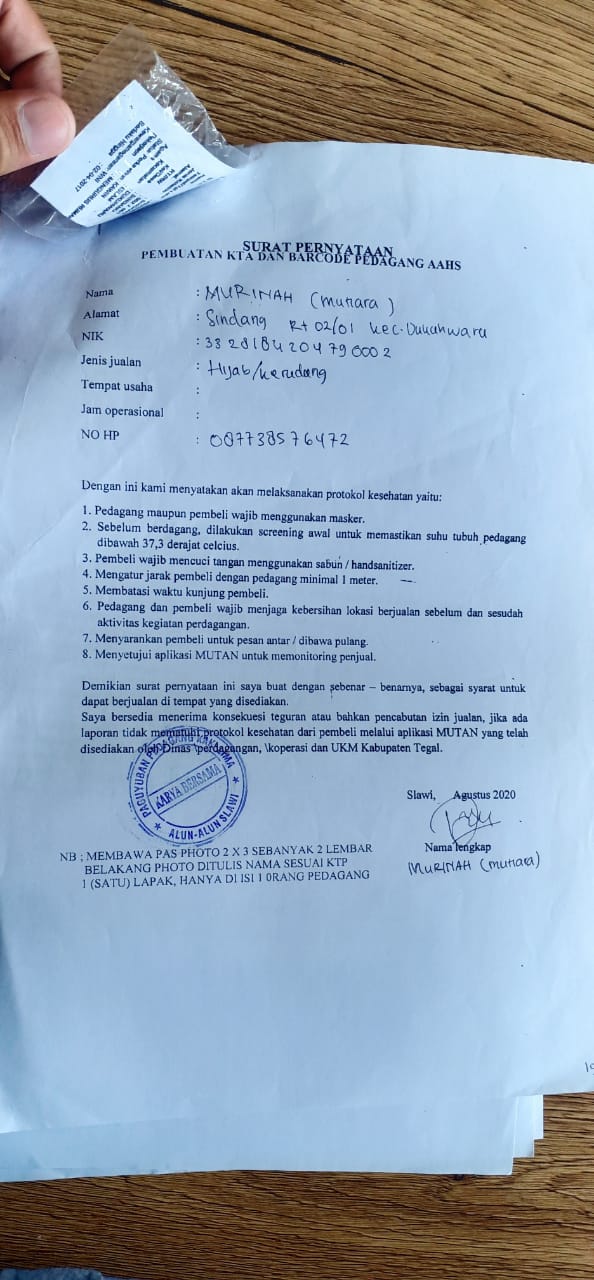 SURAT PERNYATAAN
PEMBUATAN KTA DAN BARCODE PEDAGANG AAHS
Nama : MURINAH (mutiara)
Alamat : Sindang Rt 02/01 Kec. Dukuhwaru
NIK : 3328184204790002
Jenis jualan : Hijab/kerudung
Tempat usaha :
Jam operasional :
NO HP : 087738576472
Dengan ini kami menyatakan akan melaksanakan protokol kesehatan yaitu:
1. Pedagang maupun pembeli wajib menggunakan masker.
2. Sebelum berdagang, dilakukan screening awal untuk memastikan suhu tubuh pedagang
dibawah 37,3 derajat celcius.
3. Pembeli wajib mencuci tangan menggunakan sabun / handsanitizer.
4. Mengatur jarak pembeli dengan pedagang minimal 1 meter.
5. Membatasi waktu kunjung pembeli.
6. Pedagang dan pembeli wajib menjaga kebersihan lokasi berjualan sebelum dan sesudah
aktivitas kegiatan perdagangan.
7. Menyarankan pembeli untuk pesan antar / dibawa pulang.
8. Menyetujui aplikasi MUTAN untuk memonitoring penjual.
Demikian surat pernyataan ini saya buat dengan sebenar – benarnya, sebagai syarat untuk
dapat berjualan di tempat yang disediakan.
Saya bersedia menerima konsekuesi teguran atau bahkan pencabutan izin jualan, jika ada
laporan tidak mematuhi protokol kesehatan dari pembeli melalui aplikasi MUTAN yang telah
disediakan oleh Dinas \perdagangan, \koperasi dan UKM Kabupaten Tegal.
PAGUYUBAN PEDAGANG
KARYA BERSAMA
ALUN-ALUN SLAWI
Slawi, Agustus 2020
Nama lengkap
MURINAH (mutiara)
NB ; MEMBAWA PAS PHOTO 2 X 3 SEBANYAK 2 LEMBAR
BELAKANG PHOTO DITULIS NAMA SESUAI KTP
1 (SATU) LAPAK, HANYA DI ISI 1 0RANG PEDAGANG